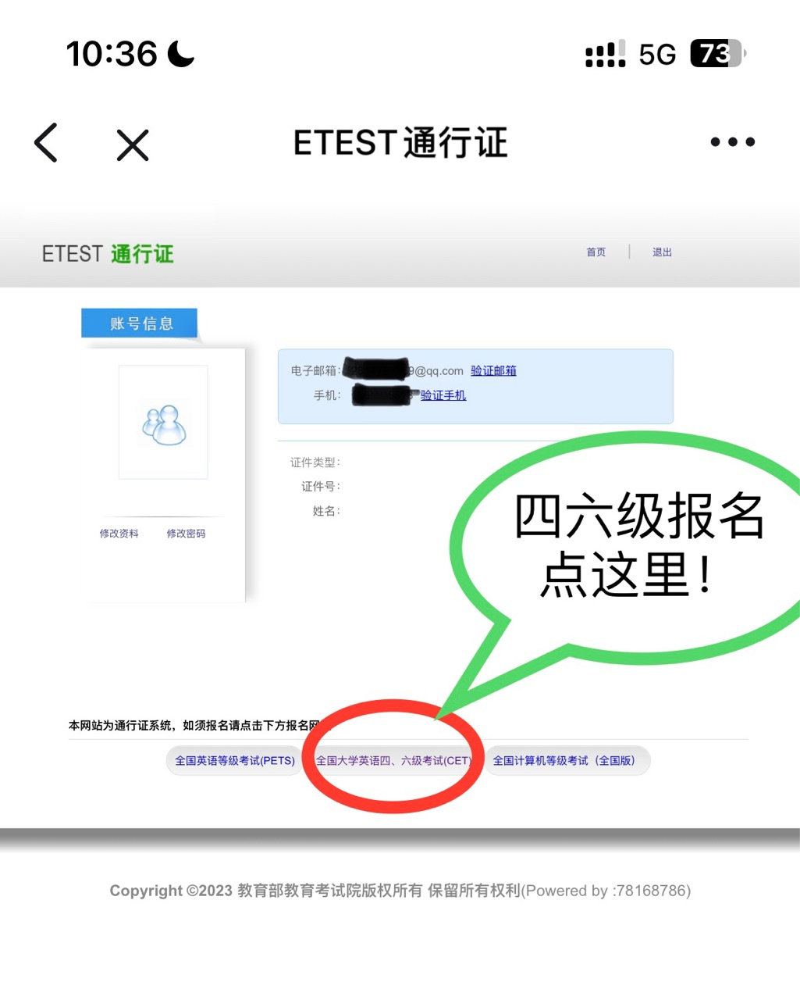 10:36
5G 73
ETEST通行证
ETEST 通行证
首页
退出
账号信息
电子邮箱: 9@qq.com 验证邮箱
手机: 验证手机
证件类型:
证件号:
姓名:
修改资料 修改密码
四六级报名
点这里!
本网站为通行证系统，如须报名请点击下方报名网
全国英语等级考试(PETS)
全国大学英语四、六级考试(CET)
全国计算机等级考试（全国版）
Copyright ©2023 教育部教育考试院版权所有 保留所有权利(Powered by :78168786)